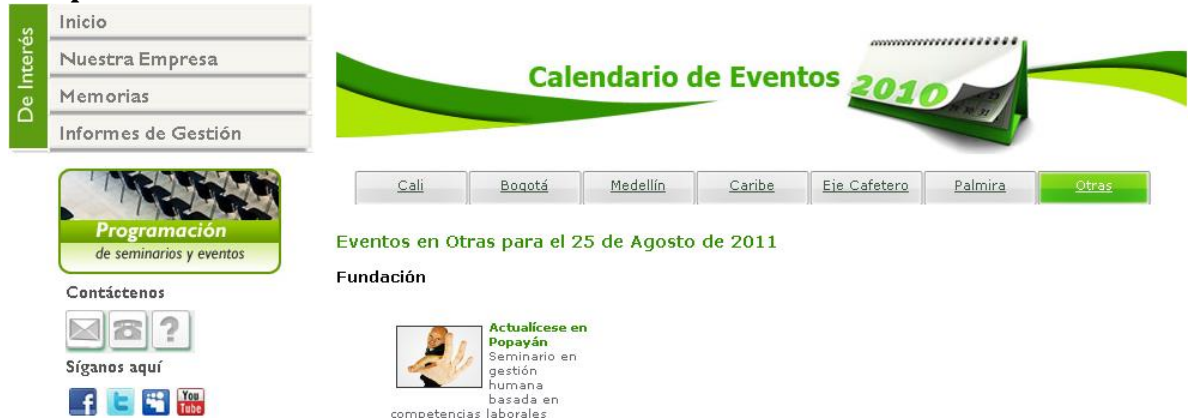 De Interés
Inicio
Nuestra Empresa
Memorias
Informes de Gestión
Programación
de seminarios y eventos
Contáctenos
?
Síganos aquí
f
t
You
Tube
Calendario de Eventos 2010
Cali
Bogotá
Medellín
Caribe
Eje Cafetero
Palmira
Otras
Eventos en Otras para el 25 de Agosto de 2011
Fundación
Actualícese en
Popayán
Seminario en
gestión
humana
basada en
competencias laborales